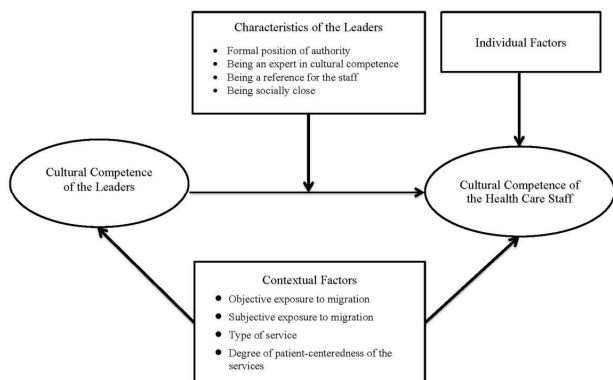 Characteristics of the Leaders
• Formal position of authority
• Being an expert in cultural competence
• Being a reference for the staff
• Being socially close
Individual Factors
Cultural Competence
of the Leaders
Cultural Competence of
the Health Care Staff
Contextual Factors
• Objective exposure to migration
• Subjective exposure to migration
• Type of service
• Degree of patient-centeredness of the
services